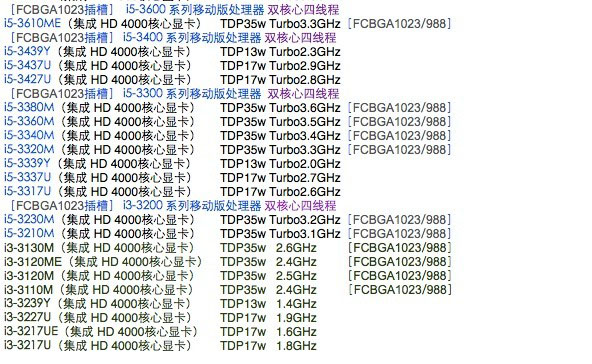 [FCBGA1023插槽] i5-3600 系列移动版处理器 双核心四线程
i5-3610ME（集成 HD 4000核心显卡） TDP35w Turbo3.3GHz [FCBGA1023/988]
[FCBGA1023插槽] i5-3400 系列移动版处理器 双核心四线程
i5-3439Y（集成 HD 4000核心显卡） TDP13w Turbo2.3GHz
i5-3437U（集成 HD 4000核心显卡） TDP17w Turbo2.9GHz
i5-3427U（集成 HD 4000核心显卡） TDP17w Turbo2.8GHz
[FCBGA1023插槽] i5-3300 系列移动版处理器 双核心四线程
i5-3380M（集成 HD 4000核心显卡） TDP35w Turbo3.6GHz [FCBGA1023/988]
i5-3360M（集成 HD 4000核心显卡） TDP35w Turbo3.5GHz [FCBGA1023/988]
i5-3340M（集成 HD 4000核心显卡） TDP35w Turbo3.4GHz [FCBGA1023/988]
i5-3320M（集成 HD 4000核心显卡） TDP35w Turbo3.3GHz [FCBGA1023/988]
i5-3339Y（集成 HD 4000核心显卡） TDP13w Turbo2.0GHz
i5-3337U（集成 HD 4000核心显卡） TDP17w Turbo2.7GHz
i5-3317U（集成 HD 4000核心显卡） TDP17w Turbo2.6GHz
[FCBGA1023插槽] i3-3200 系列移动版处理器 双核心四线程
i5-3230M（集成 HD 4000核心显卡） TDP35w Turbo3.2GHz [FCBGA1023/988]
i5-3210M（集成 HD 4000核心显卡） TDP35w Turbo3.1GHz [FCBGA1023/988]
i3-3130M（集成 HD 4000核心显卡） TDP35w 2.6GHz [FCBGA1023/988]
i3-3120ME（集成 HD 4000核心显卡） TDP35w 2.4GHz [FCBGA1023/988]
i3-3120M（集成 HD 4000核心显卡） TDP35w 2.5GHz [FCBGA1023/988]
i3-3110M（集成 HD 4000核心显卡） TDP35w 2.4GHz [FCBGA1023/988]
i3-3239Y（集成 HD 4000核心显卡） TDP13w 1.4GHz
i3-3227U（集成 HD 4000核心显卡） TDP17w 1.9GHz
i3-3217UE（集成 HD 4000核心显卡） TDP17w 1.6GHz
i3-3217U（集成 HD 4000核心显卡） TDP17w 1.8GHz